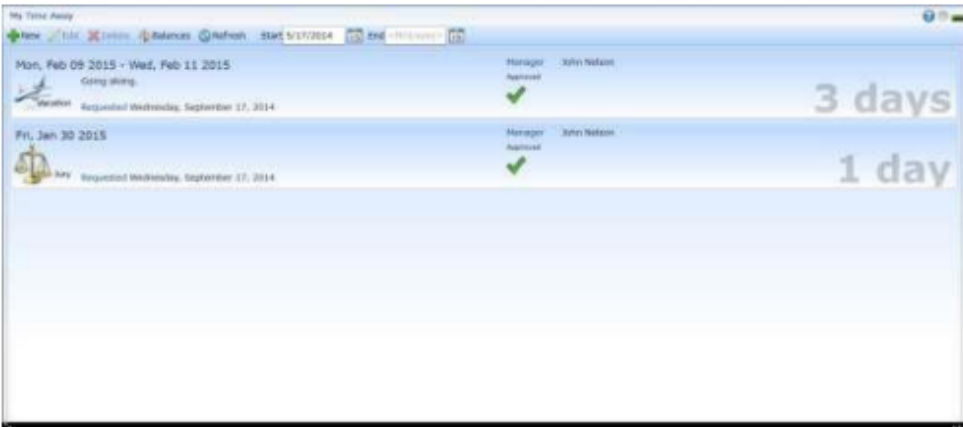 My Time Away
New Edit Delete Balances Refresh Start 5/17/2014 End
Mon, Feb 09 2015 - Wed, Feb 11 2015
Going skiing.
Vacation
Requested Wednesday, September 17, 2014
Manager John Nelson
Approved
3 days
Fri, Jan 30 2015
Jury
Requested Wednesday, September 17, 2014
Manager John Nelson
Approved
1 day